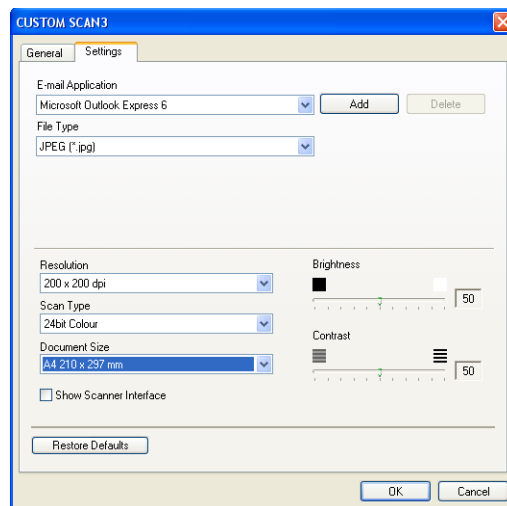 CUSTOM SCAN3
General Settings
E-mail Application
Microsoft Outlook Express 6 Add Delete
File Type
JPEG (*.jpg)
Resolution Brightness
200 x 200 dpi
50
Scan Type
24bit Colour
Contrast
Document Size
A4 210 x 297 mm
50
Show Scanner Interface
Restore Defaults
OK Cancel